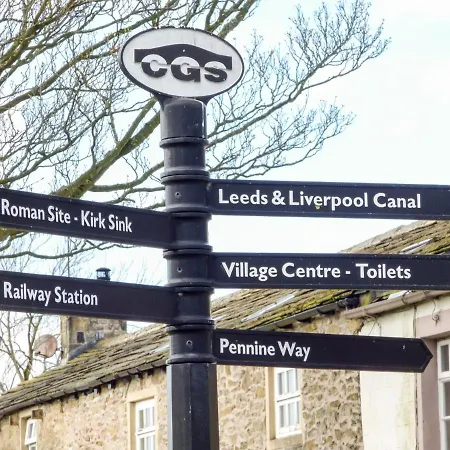 CGS
Leeds & Liverpool Canal
Roman Site - Kirk Sink
Village Centre - Toilets
Railway Station
Pennine Way